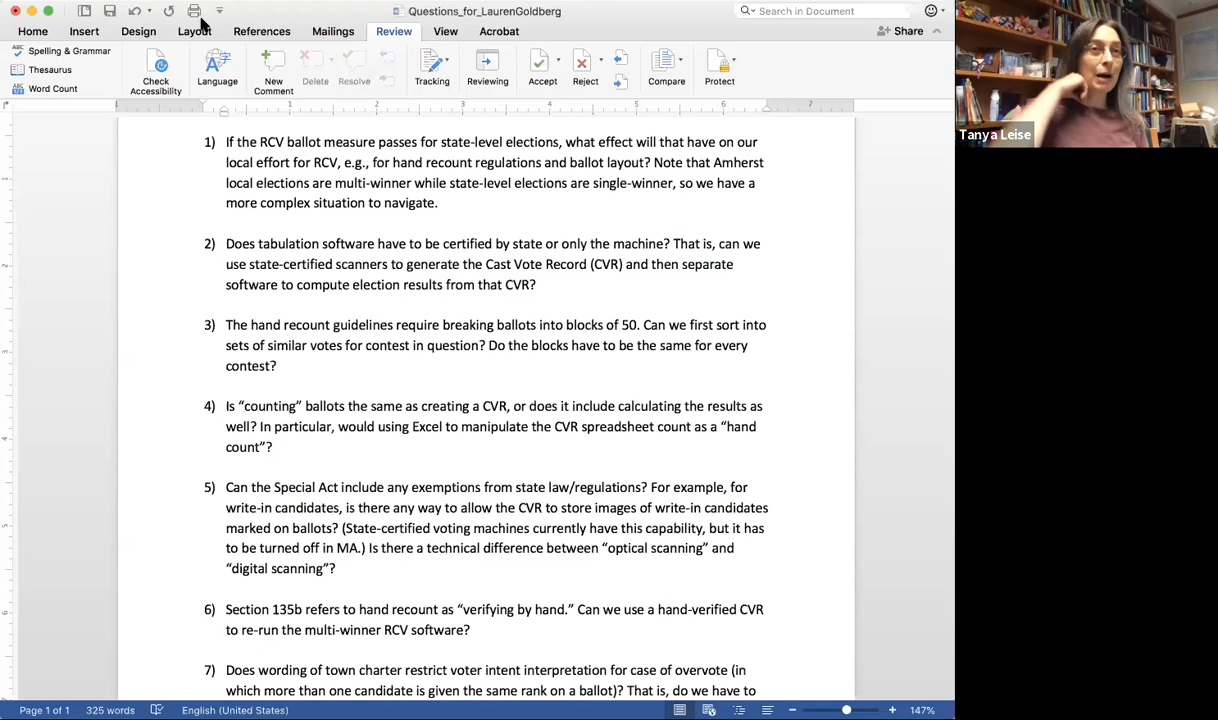 Questions_for_LaurenGoldberg
Search in Document
Home Insert Design Layout References Mailings Review View Acrobat
Share
Spelling & Grammar
Thesaurus
Word Count
Check Accessibility
Language
New Comment
Delete
Resolve
Tracking
Reviewing
Accept
Reject
Compare
Protect
Tanya Leise
1 1 2 3 4 5 6 7
1) If the RCV ballot measure passes for state-level elections, what effect will that have on our
local effort for RCV, e.g., for hand recount regulations and ballot layout? Note that Amherst
local elections are multi-winner while state-level elections are single-winner, so we have a
more complex situation to navigate.
2) Does tabulation software have to be certified by state or only the machine? That is, can we
use state-certified scanners to generate the Cast Vote Record (CVR) and then separate
software to compute election results from that CVR?
3) The hand recount guidelines require breaking ballots into blocks of 50. Can we first sort into
sets of similar votes for contest in question? Do the blocks have to be the same for every
contest?
4) Is “counting” ballots the same as creating a CVR, or does it include calculating the results as
well? In particular, would using Excel to manipulate the CVR spreadsheet count as a “hand
count”?
5) Can the Special Act include any exemptions from state law/regulations? For example, for
write-in candidates, is there any way to allow the CVR to store images of write-in candidates
marked on ballots? (State-certified voting machines currently have this capability, but it has
to be turned off in MA.) Is there a technical difference between “optical scanning” and
“digital scanning”?
6) Section 135b refers to hand recount as “verifying by hand.” Can we use a hand-verified CVR
to re-run the multi-winner RCV software?
7) Does wording of town charter restrict voter intent interpretation for case of overvote (in
which more than one candidate is given the same rank on a ballot)? That is, do we have to
Page 1 of 1 325 words English (United States) 147%